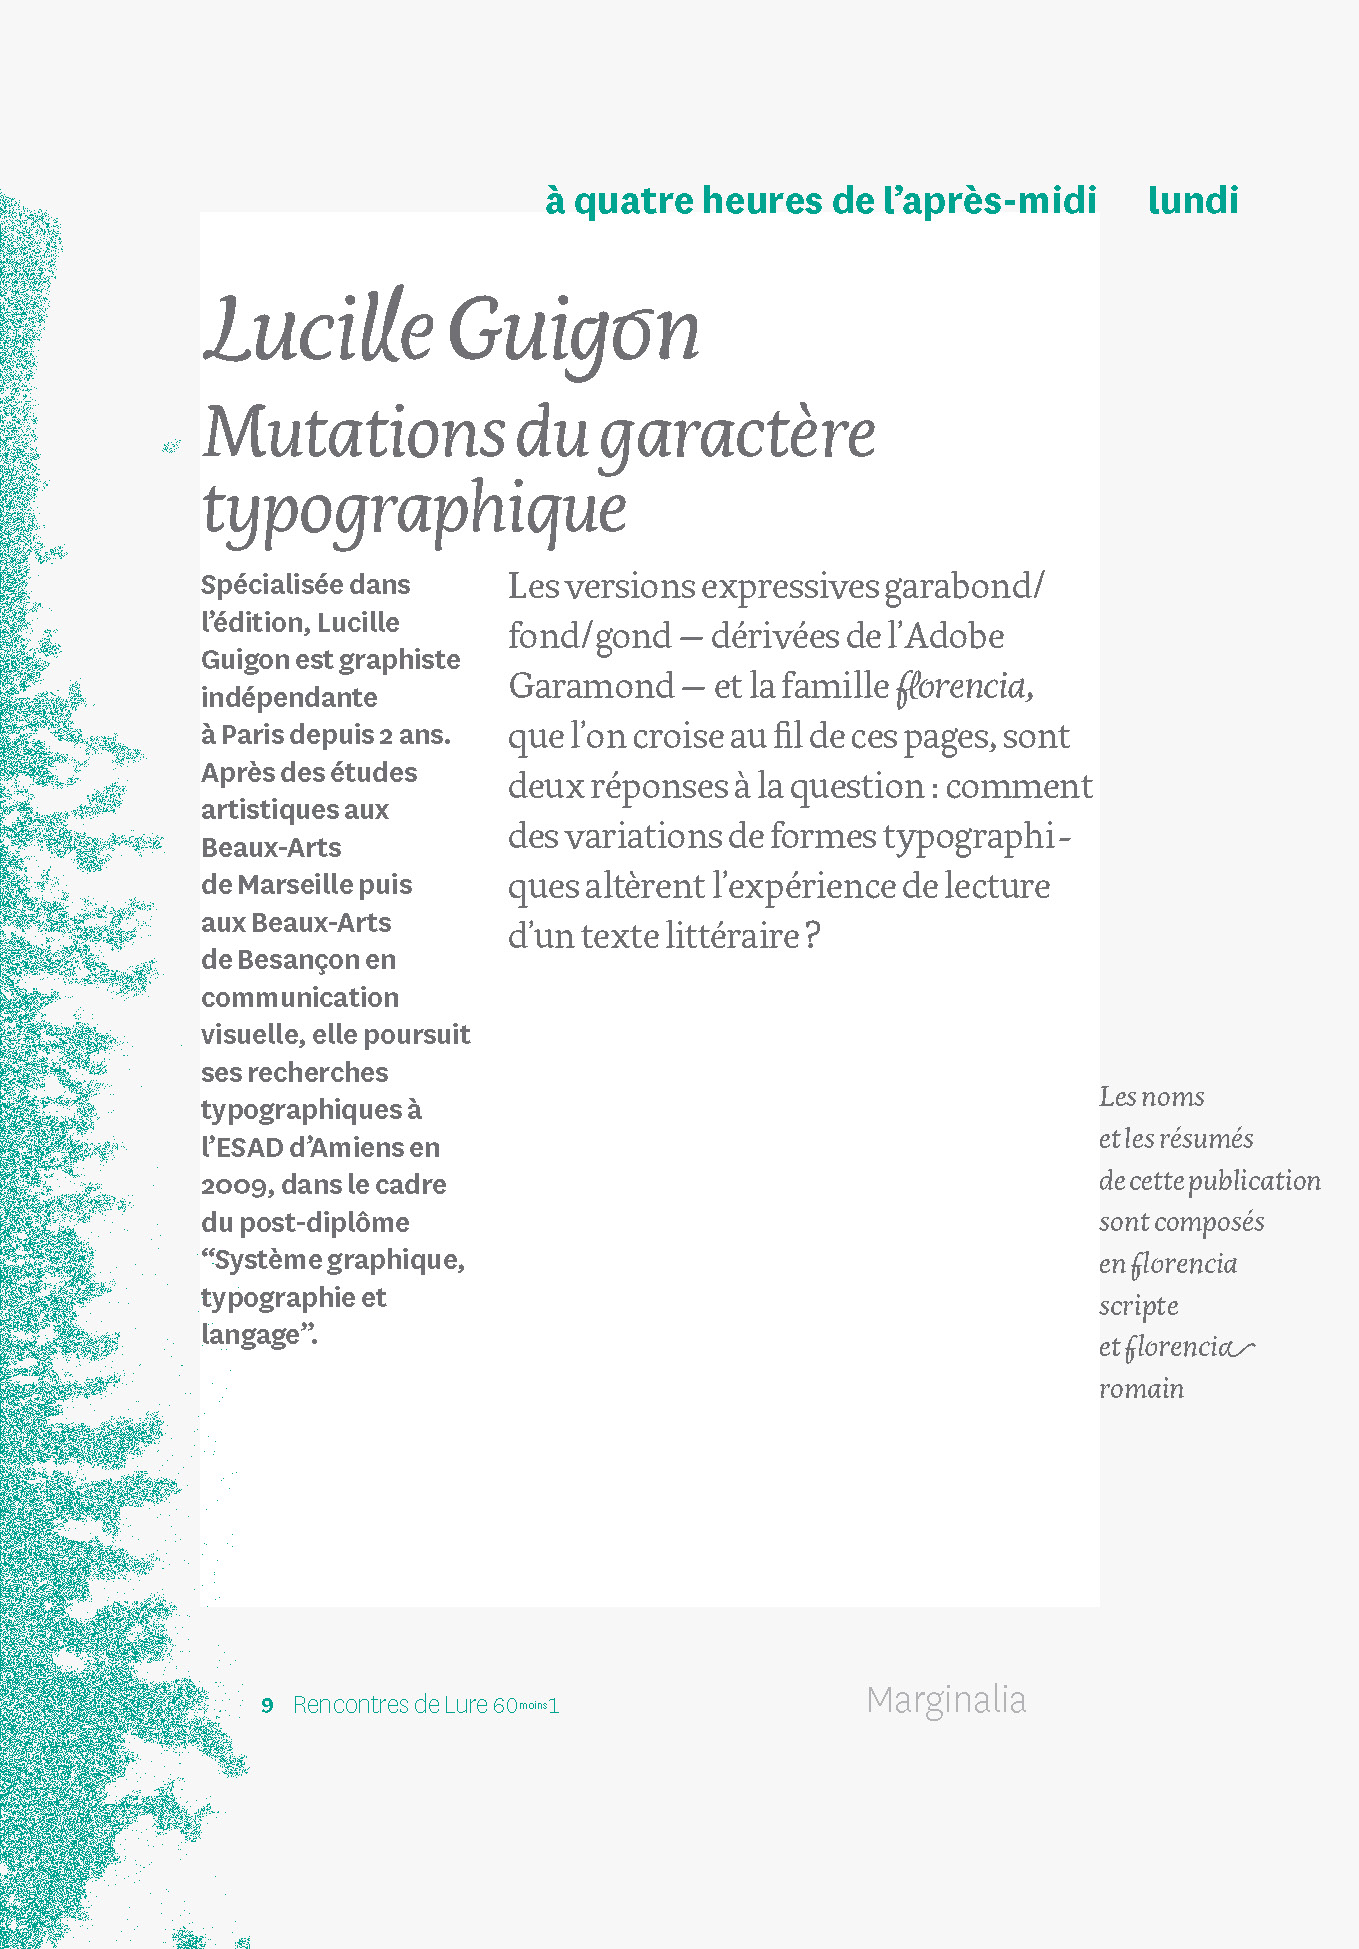 à quatre heures de l’après-midi lundi
Lucille Guigon
Mutations du garactère
typographique
Spécialisée dans
l’édition, Lucille
Guigon est graphiste
indépendante
à Paris depuis 2 ans.
Après des études
artistiques aux
Beaux-Arts
de Marseille puis
aux Beaux-Arts
de Besançon en
communication
visuelle, elle poursuit
ses recherches
typographiques à
l’ESAD d’Amiens en
2009, dans le cadre
du post-diplôme
“Système graphique,
typographie et
langage”.
Les versions expressives garabond/
fond/gond — dérivées de l’Adobe
Garamond — et la famille florencia,
que l’on croise au fil de ces pages, sont
deux réponses à la question : comment
des variations de formes typographi-
ques altèrent l’expérience de lecture
d’un texte littéraire ?
Les noms
et les résumés
de cette publication
sont composés
en florencia
scripte
et florencia
romain
9 Rencontres de Lure 60moins1
Marginalia